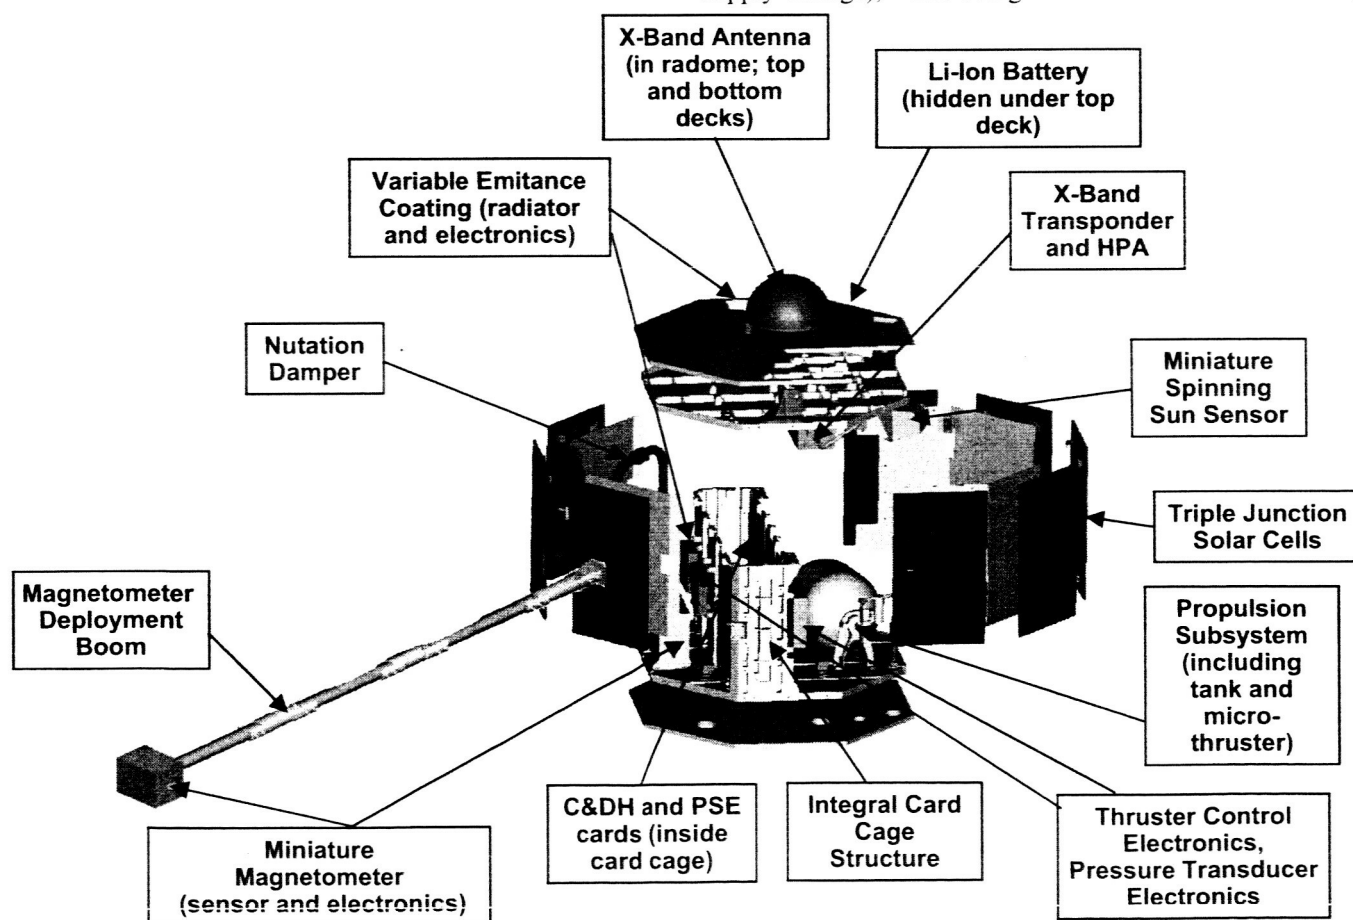 X-Band Antenna
(in radome; top
and bottom
decks)
Li-Ion Battery
(hidden under top
deck)
Variable Emitance
Coating (radiator
and electronics)
X-Band
Transponder
and HPA
Nutation
Damper
Miniature
Spinning
Sun Sensor
Triple Junction
Solar Cells
Magnetometer
Deployment
Boom
Propulsion
Subsystem
(including
tank and
micro-
thruster)
C&DH and PSE
cards (inside
card cage)
Integral Card
Cage
Structure
Thruster Control
Electronics,
Pressure Transducer
Electronics
Miniature
Magnetometer
(sensor and electronics)